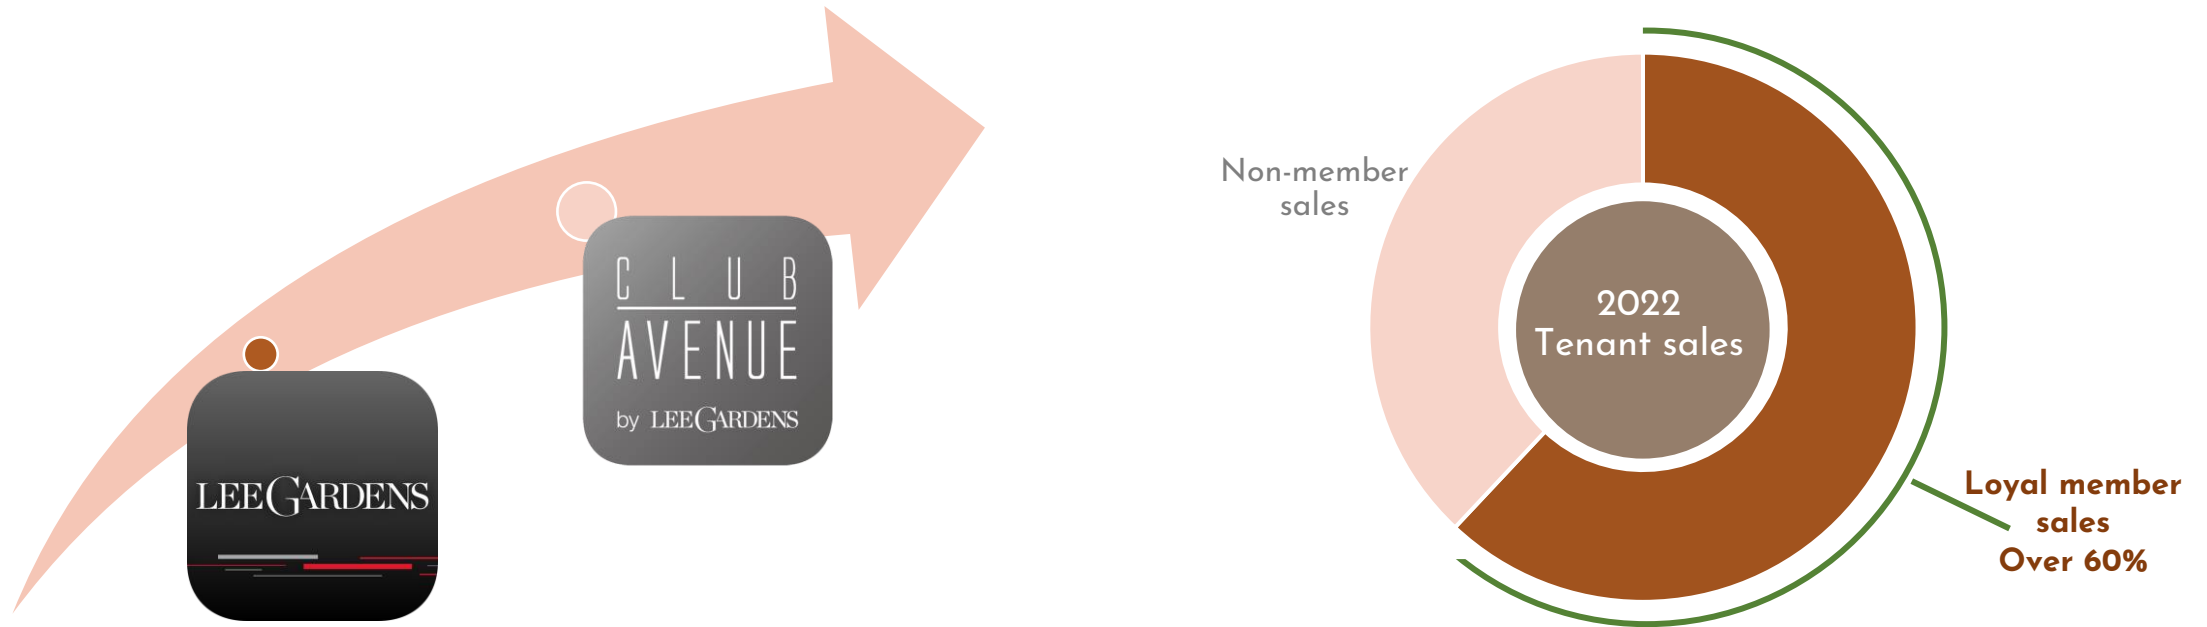 LEE GARDENS
CLUB
AVENUE
by LEE GARDENS
Non-member
sales
2022
Tenant sales
Loyal member
sales
Over 60%